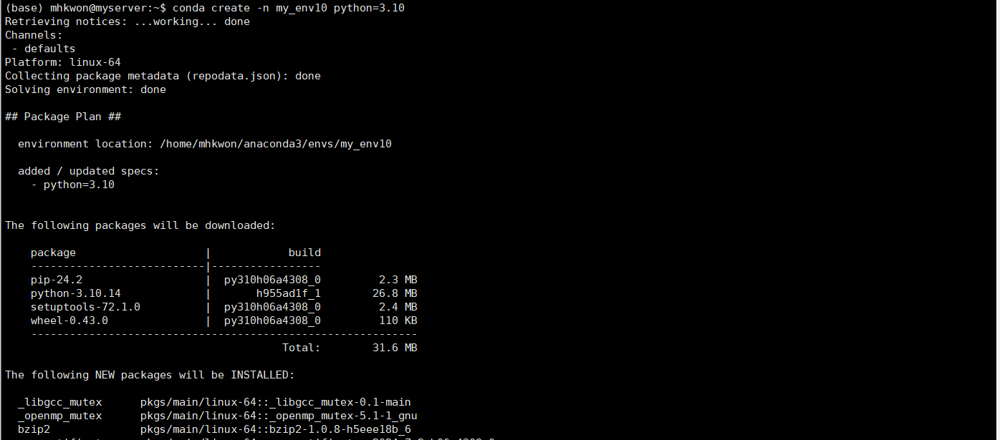 (base) mhkwon@myserver:~$ conda create -n my_env10 python=3.10
Retrieving notices: ...working... done
Channels:
 - defaults
Platform: linux-64
Collecting package metadata (repodata.json): done
Solving environment: done
## Package Plan ##
  environment location: /home/mhkwon/anaconda3/envs/my_env10
  added / updated specs:
    - python=3.10
The following packages will be downloaded:
    package                    |            build
    ---------------------------|-----------------
    pip-24.2                   |  py310h06a4308_0         2.3 MB
    python-3.10.14             |       h955ad1f_1        26.8 MB
    setuptools-72.1.0          |  py310h06a4308_0         2.4 MB
    wheel-0.43.0               |  py310h06a4308_0         110 KB
    ------------------------------------------------------------
                                           Total:        31.6 MB
The following NEW packages will be INSTALLED:
  _libgcc_mutex      pkgs/main/linux-64::_libgcc_mutex-0.1-main
  _openmp_mutex      pkgs/main/linux-64::_openmp_mutex-5.1-1_gnu
  bzip2              pkgs/main/linux-64::bzip2-1.0.8-h5eee18b_6